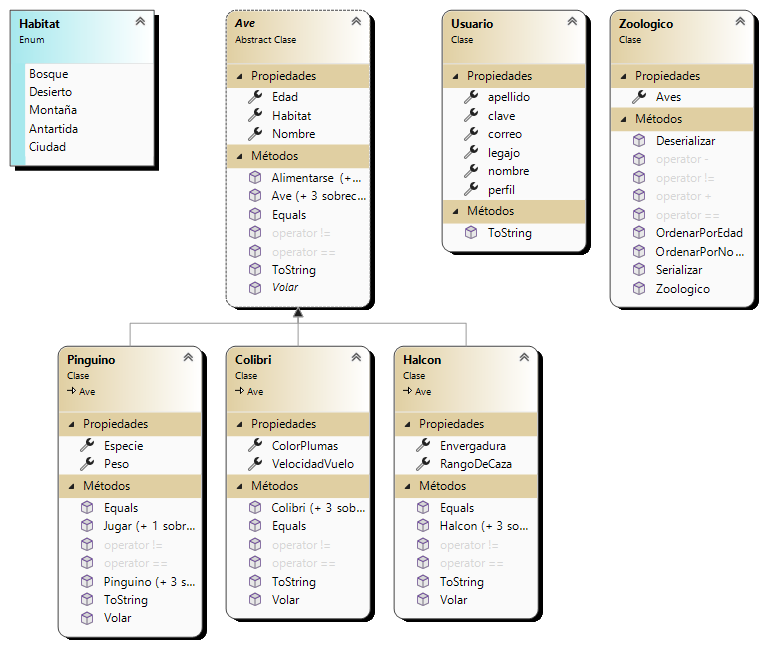 Habitat
Enum
Bosque
Desierto
Montaña
Antartida
Ciudad
Ave
Abstract Clase
Propiedades
Edad
Habitat
Nombre
Métodos
Alimentarse (+...
Ave (+ 3 sobrec...
Equals
operator !=
operator ==
ToString
Volar
Usuario
Clase
Propiedades
apellido
clave
correo
legajo
nombre
perfil
Métodos
ToString
Zoologico
Clase
Propiedades
Aves
Métodos
Deserializar
operator -
operator !=
operator +
operator ==
OrdenarPorEdad
OrdenarPorNo...
Serializar
Zoologico
Pinguino
Clase
Ave
Propiedades
Especie
Peso
Métodos
Equals
Jugar (+ 1 sobr...
operator !=
operator ==
Pinguino (+ 3 s...
ToString
Volar
Colibri
Clase
Ave
Propiedades
ColorPlumas
VelocidadVuelo
Métodos
Colibri (+ 3 sob...
Equals
operator !=
operator ==
ToString
Volar
Halcon
Clase
Ave
Propiedades
Envergadura
RangoDeCaza
Métodos
Equals
Halcon (+ 3 so...
operator !=
operator ==
ToString
Volar